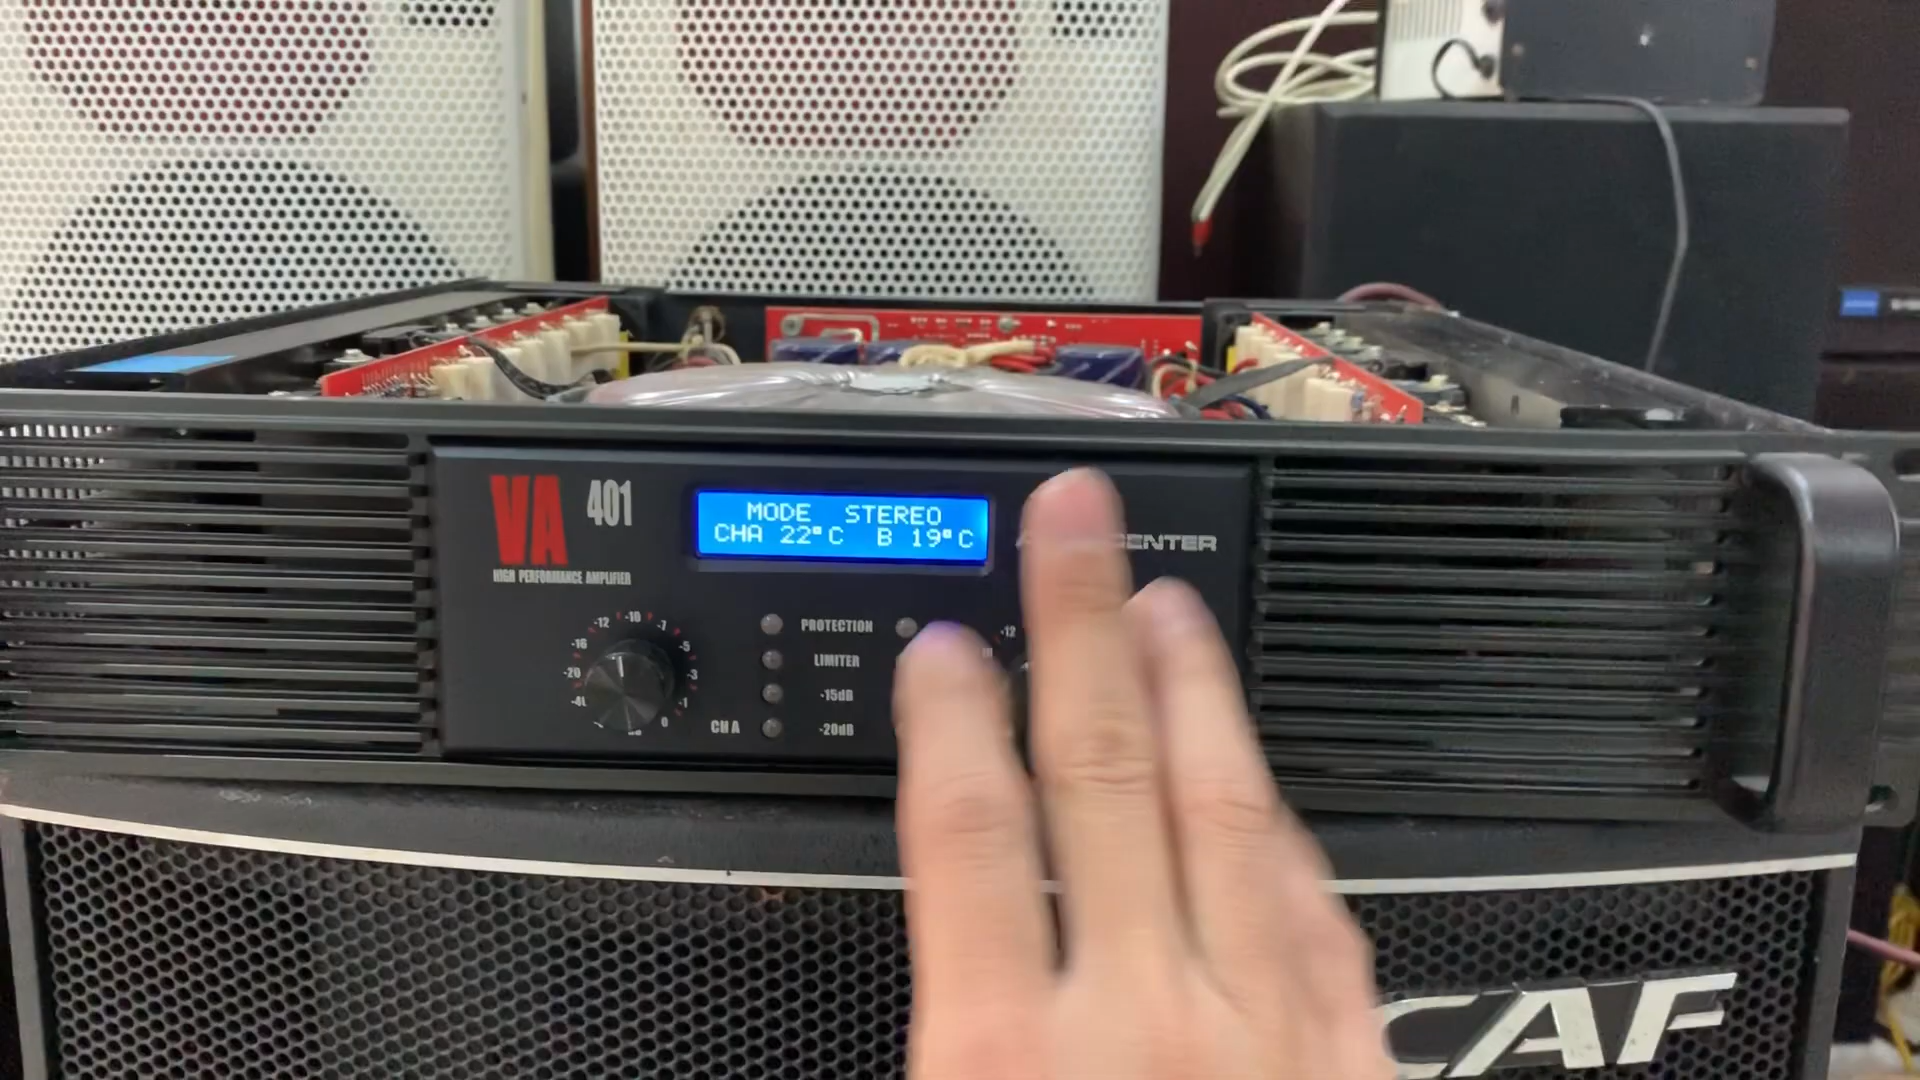 VA 401
HIGH PERFORMANCE AMPLIFIER
MODE STEREO
CHA 22°C B 19°C
CENTER
-12 -10 -7
-16 -5
-20 -3
-1
0
PROTECTION
LIMITER
-15dB
CH A -20dB
-12
CAF